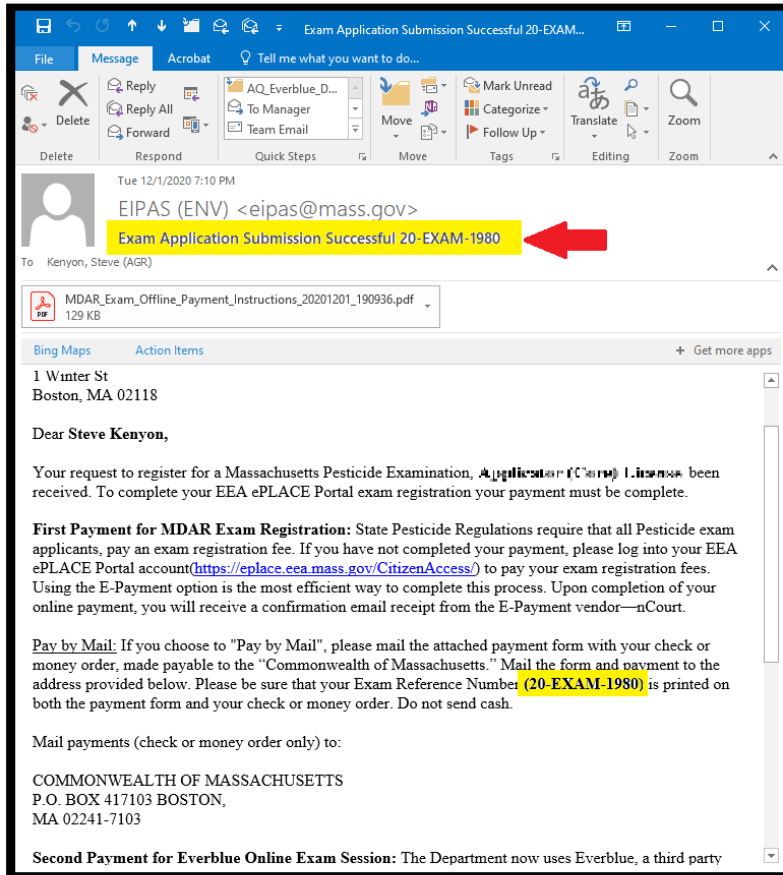 Exam Application Submission Successful 20-EXAM...
File Message Acrobat Tell me what you want to do...
Delete
Reply
Reply All
Forward
AQ_Everblue_D...
To Manager
Team Email
Move
Mark Unread
Categorize
Follow Up
Translate
Zoom
Delete Respond Quick Steps Move Tags Editing Zoom
Tue 12/1/2020 7:10 PM
EIPAS (ENV) <eipas@mass.gov>
Exam Application Submission Successful 20-EXAM-1980
To Kenyon, Steve (AGR)
MDAR_Exam_Offline_Payment_Instructions_20201201_190936.pdf
PDF 129 KB
Bing Maps Action Items + Get more apps
1 Winter St
Boston, MA 02118
Dear Steve Kenyon,
Your request to register for a Massachusetts Pesticide Examination, been
received. To complete your EEA ePLACE Portal exam registration your payment must be complete.
First Payment for MDAR Exam Registration: State Pesticide Regulations require that all Pesticide exam
applicants, pay an exam registration fee. If you have not completed your payment, please log into your EEA
ePLACE Portal account(https://eplace.eea.mass.gov/CitizenAccess/) to pay your exam registration fees.
Using the E-Payment option is the most efficient way to complete this process. Upon completion of your
online payment, you will receive a confirmation email receipt from the E-Payment vendor—nCourt.
Pay by Mail: If you choose to "Pay by Mail", please mail the attached payment form with your check or
money order, made payable to the “Commonwealth of Massachusetts.” Mail the form and payment to the
address provided below. Please be sure that your Exam Reference Number (20-EXAM-1980) is printed on
both the payment form and your check or money order. Do not send cash.
Mail payments (check or money order only) to:
COMMONWEALTH OF MASSACHUSETTS
P.O. BOX 417103 BOSTON,
MA 02241-7103
Second Payment for Everblue Online Exam Session: The Department now uses Everblue, a third party